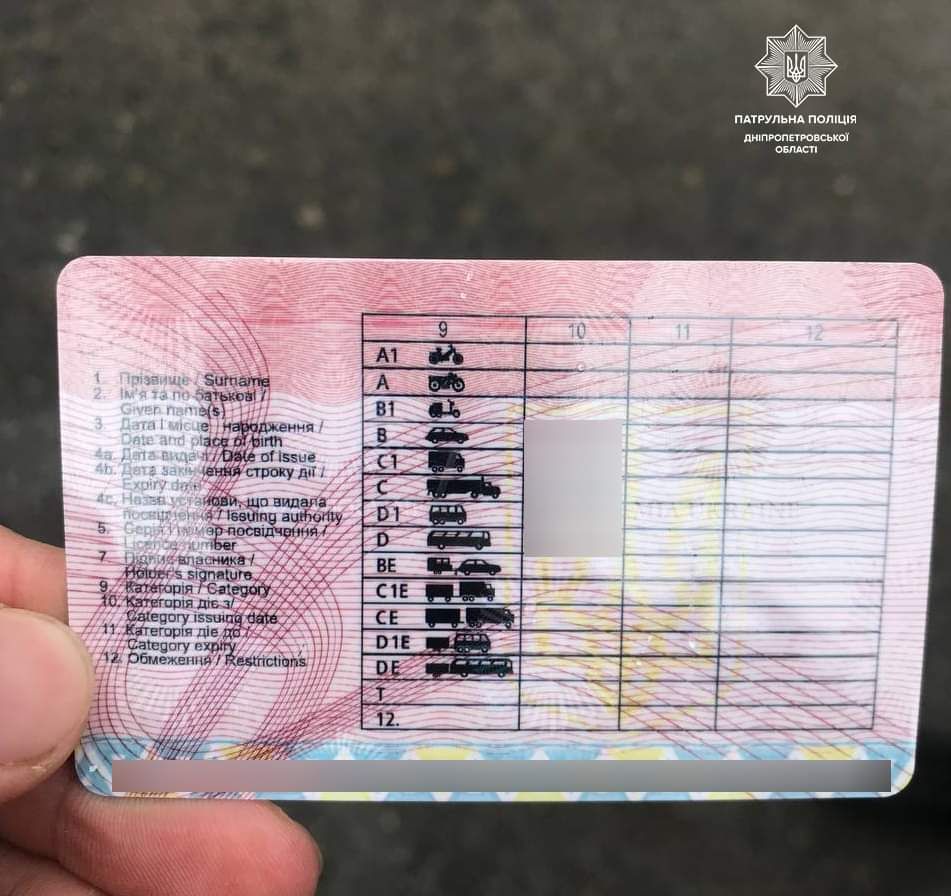 ПАТРУЛЬНА ПОЛІЦІЯ
ДНІПРОПЕТРОВСЬКОЇ
ОБЛАСТІ
1. Прізвище / Surname
2. Ім'я та по батькові /
Given name(s)
3. Дата і місце народження /
Date and place of birth
4a. Дата видачі / Date of issue
4b. Дата закінчення строку дії /
Expiry date
4c. Назва установи, що видала
посвідчення / Issuing authority
5. Серія і номер посвідчення /
Licence number
7. Підпис власника /
Holder's signature
9. Категорія / Category
10. Категорія діє з/
Category issuing date
11. Категорія діє до /
Category expiry
12. Обмеження / Restrictions
9 10 11 12
A1
A
B1
B
C1
C
D1
D
BE
C1E
CE
D1E
DE
T
12.